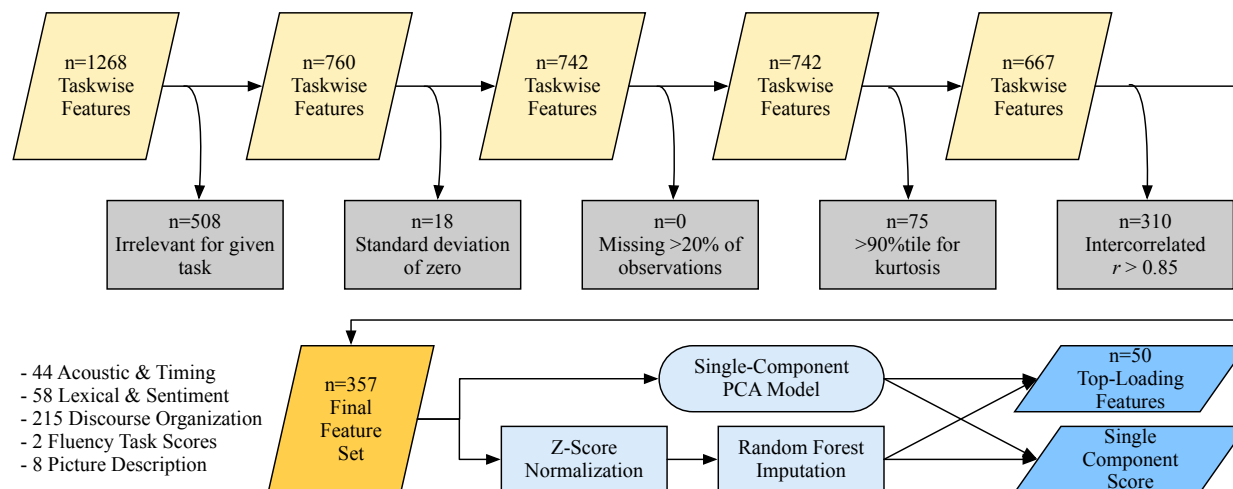 n=1268
Taskwise
Features
n=760
Taskwise
Features
n=742
Taskwise
Features
n=742
Taskwise
Features
n=667
Taskwise
Features
n=508
Irrelevant for given
task
n=18
Standard deviation
of zero
n=0
Missing >20% of
observations
n=75
>90%tile for
kurtosis
n=310
Intercorrelated
r > 0.85
- 44 Acoustic & Timing
- 58 Lexical & Sentiment
- 215 Discourse Organization
- 2 Fluency Task Scores
- 8 Picture Description
n=357
Final
Feature
Set
Single-Component
PCA Model
Z-Score
Normalization
Random Forest
Imputation
n=50
Top-Loading
Features
Single
Component
Score